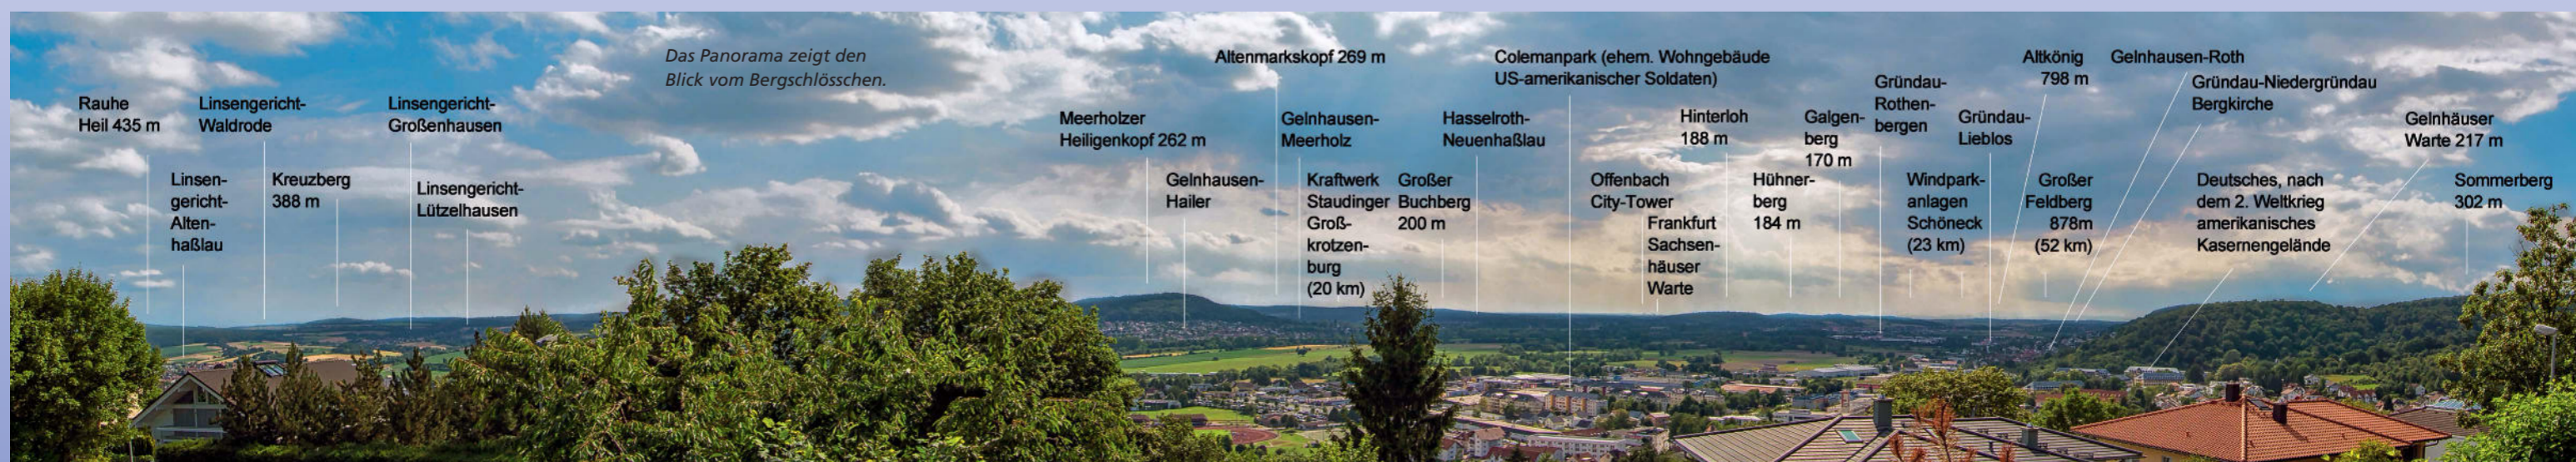 Das Panorama zeigt den
Blick vom Bergschlösschen.
Rauhe
Heil 435 m
Linsen-
gericht-
Alten-
haßlau
Linsengericht-
Waldrode
Kreuzberg
388 m
Linsengericht-
Großenhausen
Linsengericht-
Lützelhausen
Meerholzer
Heiligenkopf 262 m
Gelnhausen-
Hailer
Altenmarkskopf 269 m
Gelnhausen-
Meerholz
Kraftwerk
Staudinger
Groß-
krotzen-
burg
(20 km)
Großer
Buchberg
200 m
Hasselroth-
Neuenhaßlau
Colemanpark (ehem. Wohngebäude
US-amerikanischer Soldaten)
Offenbach
City-Tower
Frankfurt
Sachsen-
häuser
Warte
Hinterloh
188 m
Hühner-
berg
184 m
Galgen-
berg
170 m
Gründau-
Rothen-
bergen
Windpark-
anlagen
Schöneck
(23 km)
Gründau-
Lieblos
Altkönig
798 m
Großer
Feldberg
878m
(52 km)
Gelnhausen-Roth
Gründau-Niedergründau
Bergkirche
Deutsches, nach
dem 2. Weltkrieg
amerikanisches
Kasernengelände
Gelnhäuser
Warte 217 m
Sommerberg
302 m